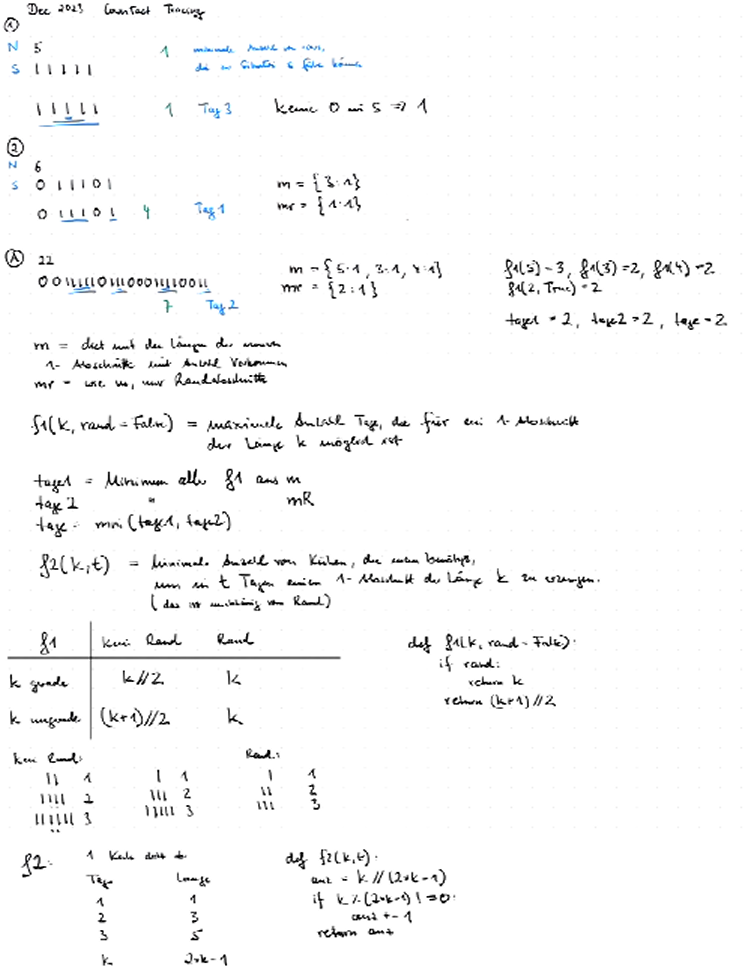 Dec 2023 Contact Tracing
①
N 5 1 minimale Anzahl von
S 1 1 1 1 1 die in Situation S führen könnte
1 1 1 1 1 1 Tag 3 keine 0 in S => 1
②
N 6
S 0 1 1 1 0 1 m = {3:1}
0 1 1 1 0 1 4 Tag 1 mr = {1:1}
Ⓐ 22
0 0 1 1 1 1 1 0 1 1 1 0 0 0 1 1 1 1 0 0 1 1
7 Tag 2
m = {5:1, 3:1, 4:1}
mr = {2:1}
f1(5) = 3, f1(3) = 2, f1(4) = 2
f1(2, True) = 2
tage1 = 2, tage2 = 2, tage = 2
m = dict mit den Längen der inneren
1-Abschnitte mit Anzahl Vorkommen
mr = wie m, nur Randabschnitte
f1(k, rand=False) = maximale Anzahl Tage, die für ein 1-Abschnitt
der Länge k möglich ist
tage1 = Minimum aller f1 aus m
tage2 " mR
tage = min(tage1, tage2)
f2(k,t) = Minimale Anzahl von Kühen, die man benötigt,
um in t Tagen einen 1-Abschnitt der Länge k zu erzeugen.
(das ist unabhängig vom Rand)
f1 Kein Rand Rand
k gerade k//2 k
k ungerade (k+1)//2 k
def f1(k, rand=False):
if rand:
return k
return (k+1)//2
Kein Rand: Rand:
11 1 1 1 1 1
1111 2 111 2 11 2
111111 3 11111 3 111 3
f2: 1 Kuh
Tage Länge
1 1
2 3
3 5
k 2*k-1
def f2(k,t):
anz = k // (2*k-1)
if k % (2*k-1) != 0:
anz += 1
return anz